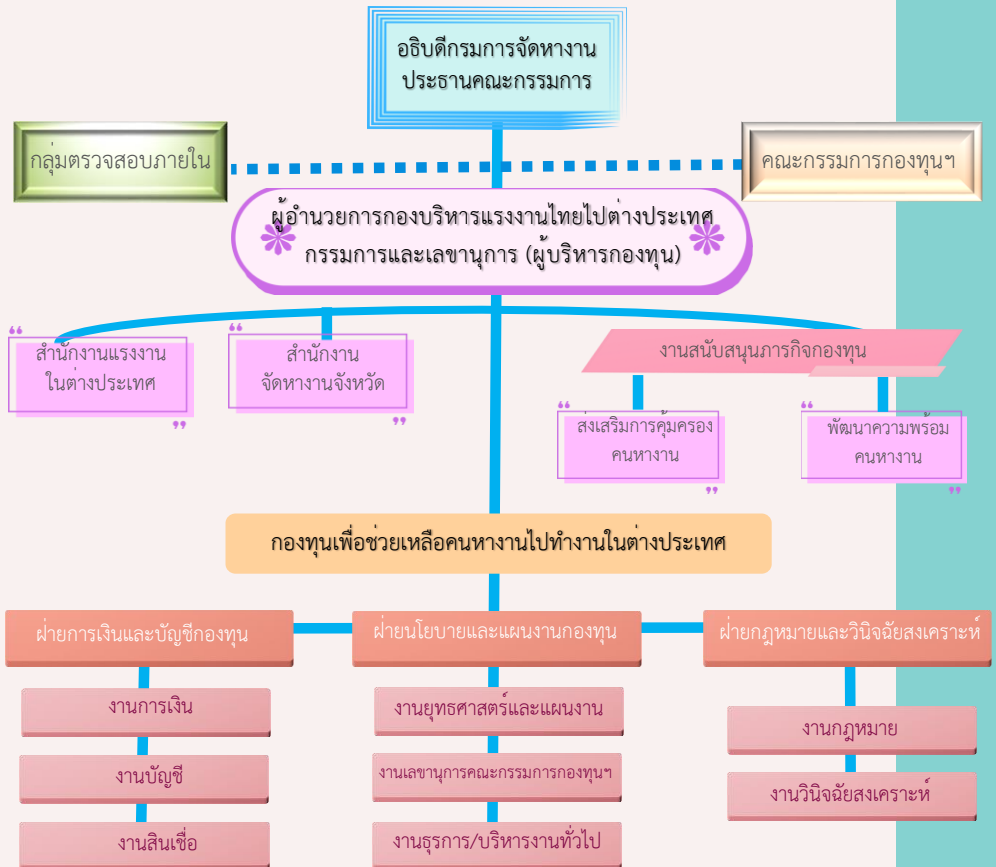 อธิบดีกรมการจัดหางาน
ประธานคณะกรรมการ
กลุ่มตรวจสอบภายใน
คณะกรรมการกองทุนฯ
ผู้อำนวยการกองบริหารแรงงานไทยไปต่างประเทศ
กรรมการและเลขานุการ (ผู้บริหารกองทุน)
สำนักงานแรงงาน
ในต่างประเทศ
สำนักงาน
จัดหางานจังหวัด
งานสนับสนุนภารกิจกองทุน
ส่งเสริมการคุ้มครอง
คนหางาน
พัฒนาความพร้อม
คนหางาน
กองทุนเพื่อช่วยเหลือคนหางานไปทำงานในต่างประเทศ
ฝ่ายการเงินและบัญชีกองทุน
ฝ่ายนโยบายและแผนงานกองทุน
ฝ่ายกฎหมายและวินิจฉัยสงเคราะห์
งานการเงิน
งานบัญชี
งานสินเชื่อ
งานยุทธศาสตร์และแผนงาน
งานเลขานุการคณะกรรมการกองทุนฯ
งานธุรการ/บริหารงานทั่วไป
งานกฎหมาย
งานวินิจฉัยสงเคราะห์